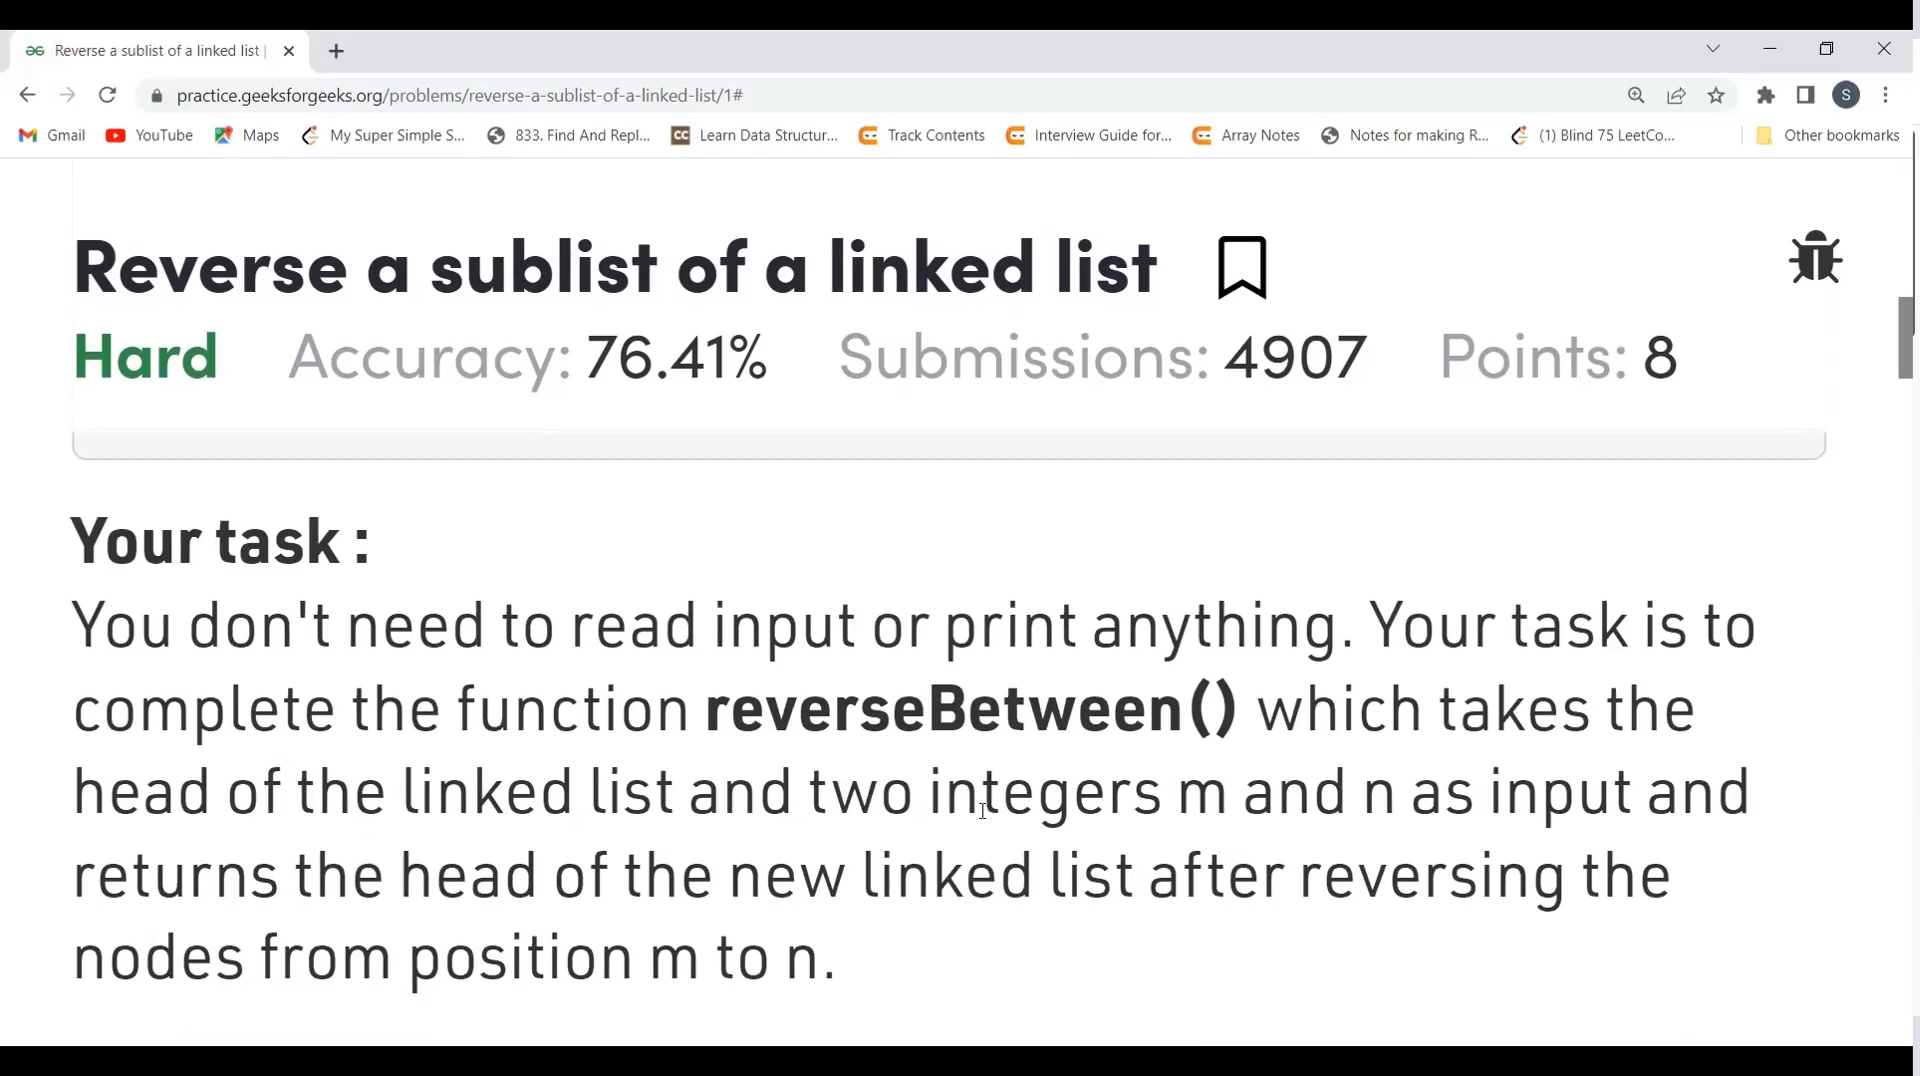 Reverse a sublist of a linked list |
practice.geeksforgeeks.org/problems/reverse-a-sublist-of-a-linked-list/1#
S
Gmail YouTube Maps My Super Simple S... 833. Find And Repl... Learn Data Structur... Track Contents Interview Guide for... Array Notes Notes for making R... (1) Blind 75 LeetCo... Other bookmarks
Reverse a sublist of a linked list
Hard Accuracy: 76.41% Submissions: 4907 Points: 8
Your task :
You don't need to read input or print anything. Your task is to
complete the function reverseBetween() which takes the
head of the linked list and two integers m and n as input and
returns the head of the new linked list after reversing the
nodes from position m to n.